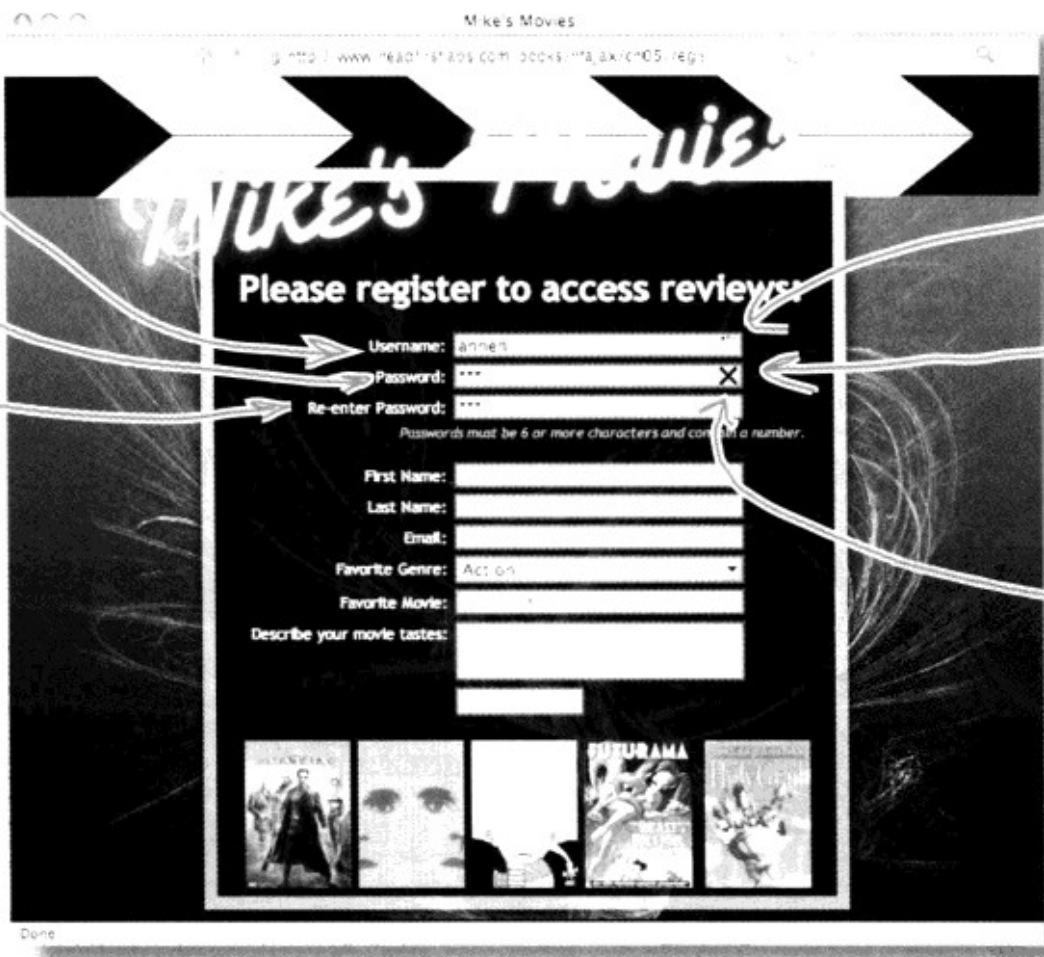 Mike's Movies
Mike's Movies
Please register to access reviews:
Username:
Password: ***
Re-enter Password: ***
Passwords must be 6 or more characters and contain a number.
First Name:
Last Name:
Email:
Favorite Genre: Action
Favorite Movie:
Describe your movie tastes:
FUTURAMA
Done